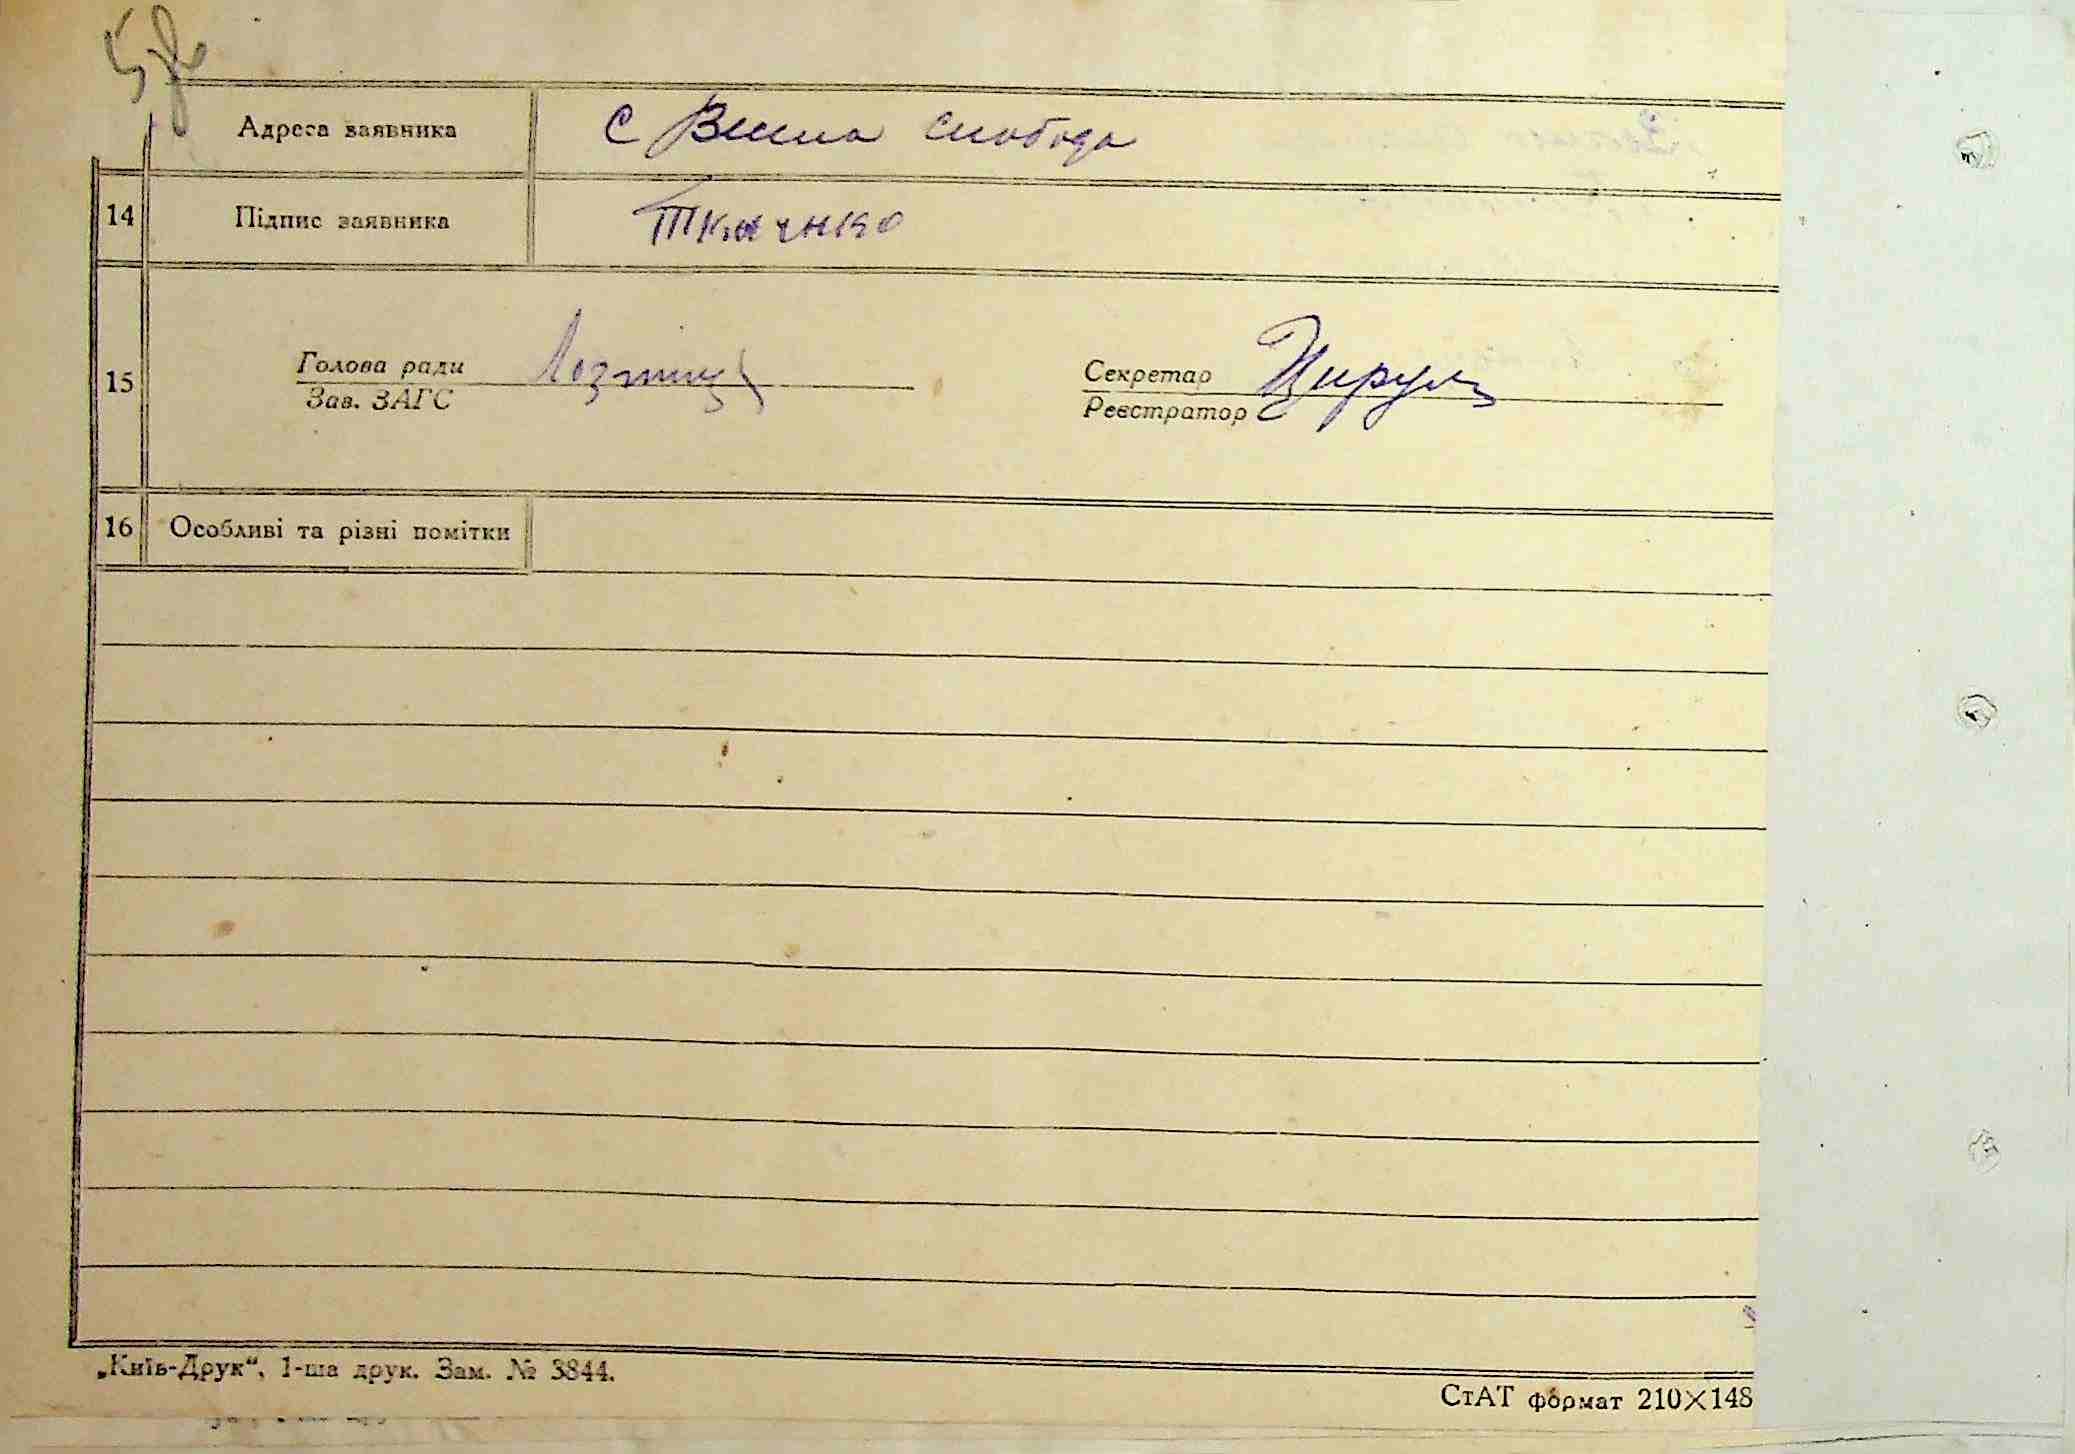 Адреса заявника С Вища слобода
14 Підпис заявника Ткачнко
15
Голова ради
Зав. ЗАГС
Секретар
Реєстратор
16 Особливі та різні помітки
„Київ-Друк“, 1-ша друк. Зам. № 3844.
СтАТ формат 210×148